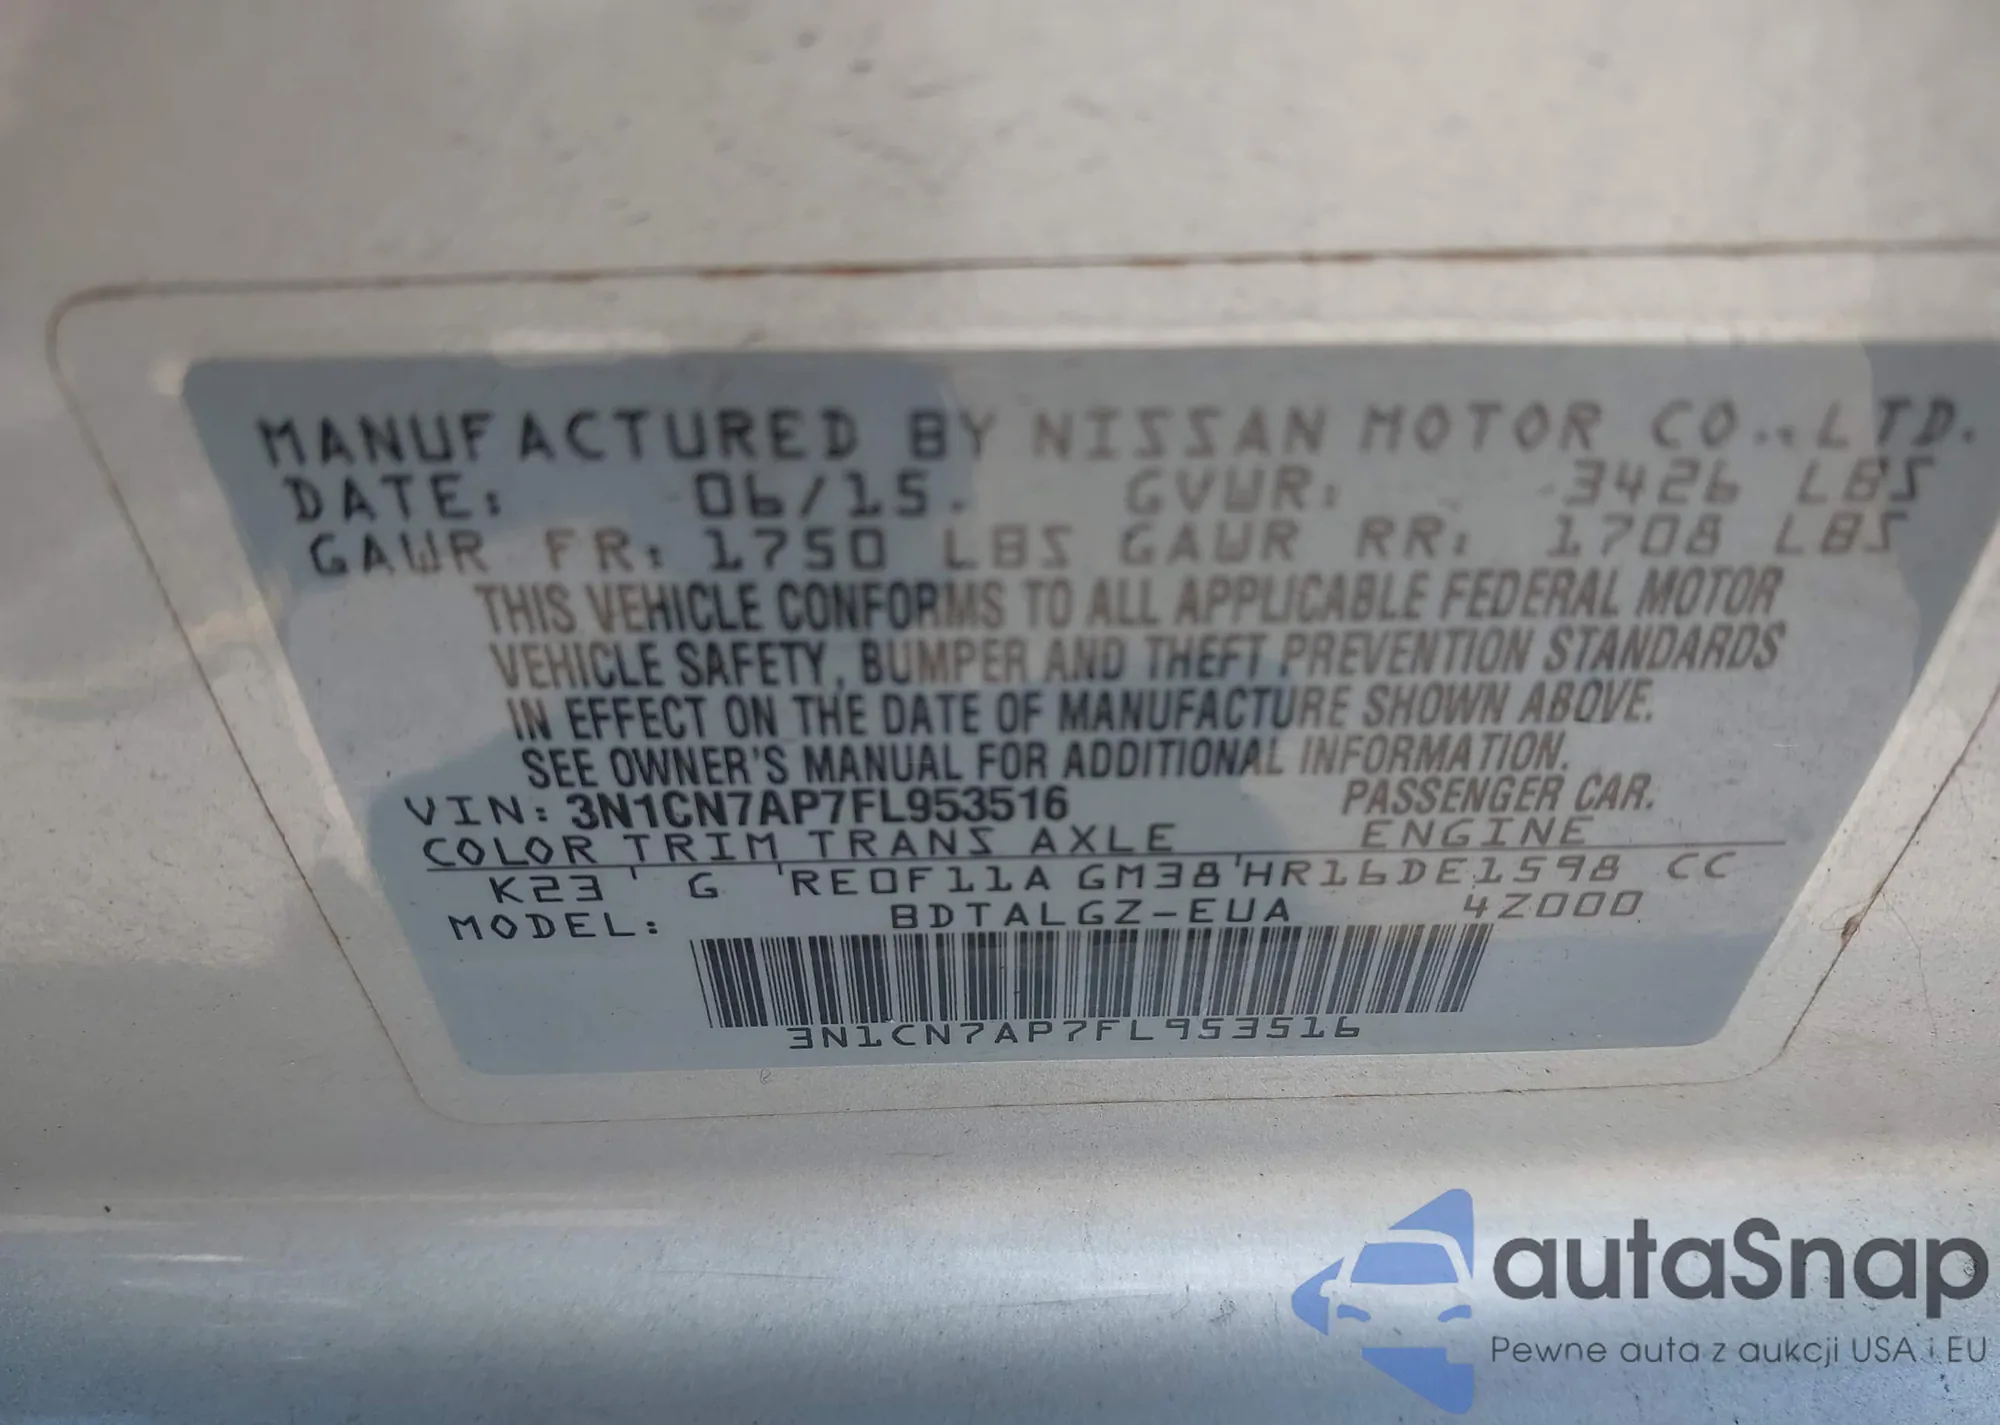 MANUFACTURED BY NISSAN MOTOR CO., LTD.
DATE: 06/15. GVWR: 3426 LBS
GAWR FR: 1750 LBS GAWR RR: 1708 LBS
THIS VEHICLE CONFORMS TO ALL APPLICABLE FEDERAL MOTOR
VEHICLE SAFETY, BUMPER AND THEFT PREVENTION STANDARDS
IN EFFECT ON THE DATE OF MANUFACTURE SHOWN ABOVE.
SEE OWNER'S MANUAL FOR ADDITIONAL INFORMATION.
VIN: 3N1CN7AP7FL953516 PASSENGER CAR.
COLOR TRIM TRANS AXLE ENGINE
K23 ' G 'RE0F11A GM38'HR16DE1598 CC
MODEL: BDTALGZ-EUA 4Z000
3N1CN7AP7FL953516
autaSnap
Pewne auta z aukcji USA i EU